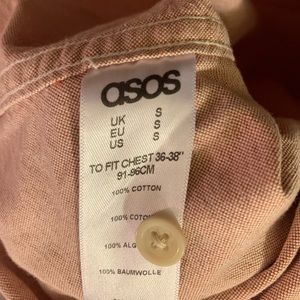 asos
UK S
EU S
US S
TO FIT CHEST 36-38"
91-96CM
100% COTTON
100% COTO
100% ALG
100% BAUMWOLLE